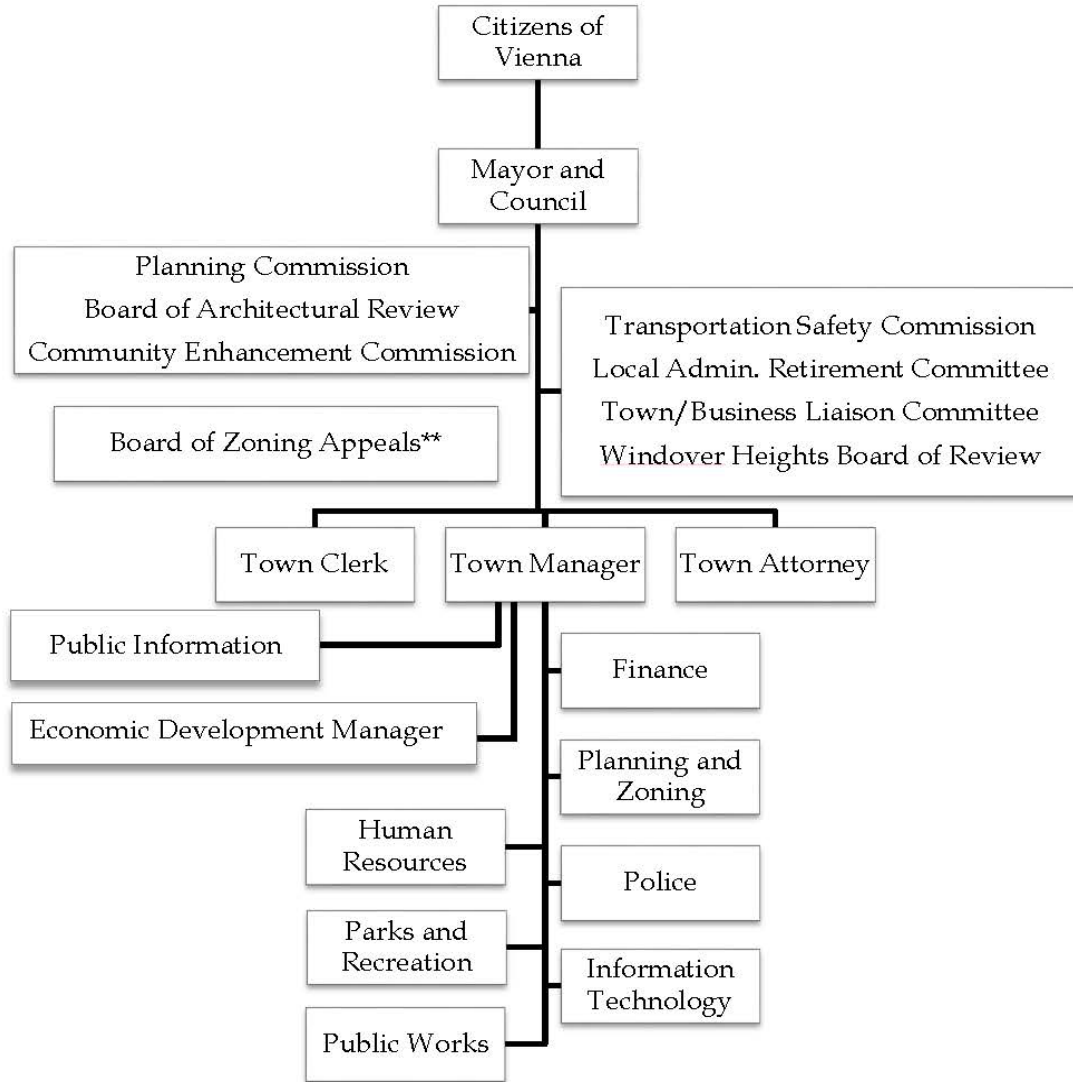 Citizens of
Vienna
Mayor and
Council
Planning Commission
Board of Architectural Review
Community Enhancement Commission
Transportation Safety Commission
Local Admin. Retirement Committee
Town/Business Liaison Committee
Windover Heights Board of Review
Board of Zoning Appeals**
Town Clerk
Town Manager
Town Attorney
Public Information
Economic Development Manager
Finance
Planning and
Zoning
Human
Resources
Police
Parks and
Recreation
Information
Technology
Public Works